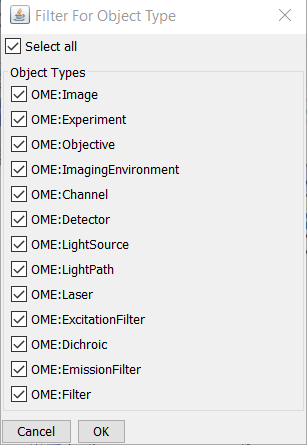 Filter For Object Type
Select all
Object Types
OME:Image
OME:Experiment
OME:Objective
OME:ImagingEnvironment
OME:Channel
OME:Detector
OME:LightSource
OME:LightPath
OME:Laser
OME:ExcitationFilter
OME:Dichroic
OME:EmissionFilter
OME:Filter
Cancel OK